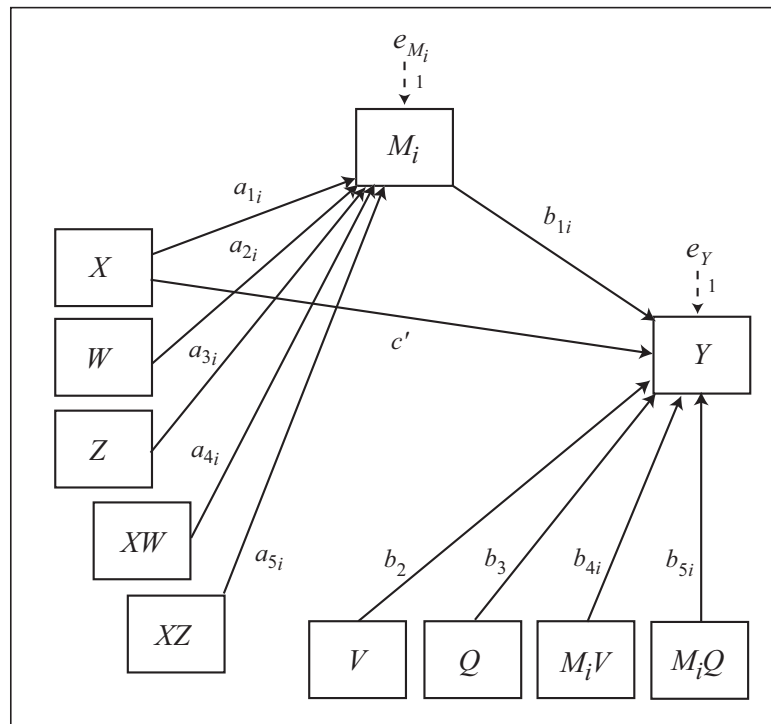 e_{M_i}
1
M_i
a_{1i}
b_{1i}
a_{2i}
X
e_Y
1
a_{3i}
c'
W
Y
Z
a_{4i}
XW
a_{5i}
b_2
b_3
b_{4i}
b_{5i}
XZ
V
Q
M_iV
M_iQ